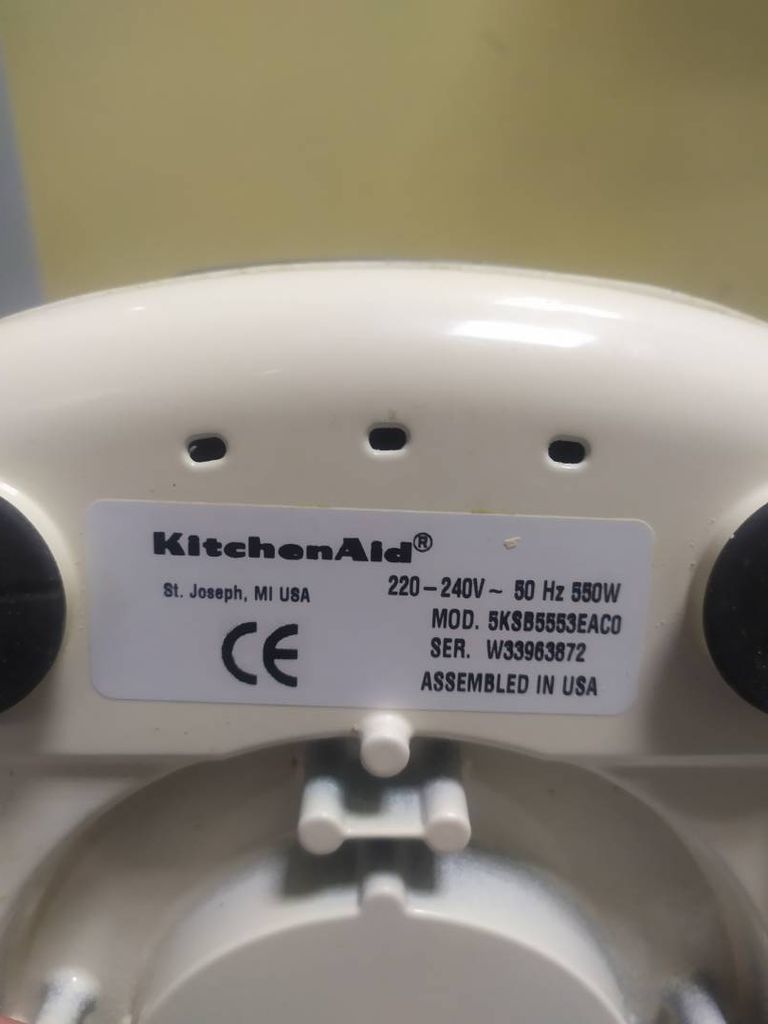 KitchenAid®
St. Joseph, MI USA
220-240V ~ 50 Hz 550W
MOD. 5KSB5553EAC0
SER. W33963872
CE
ASSEMBLED IN USA